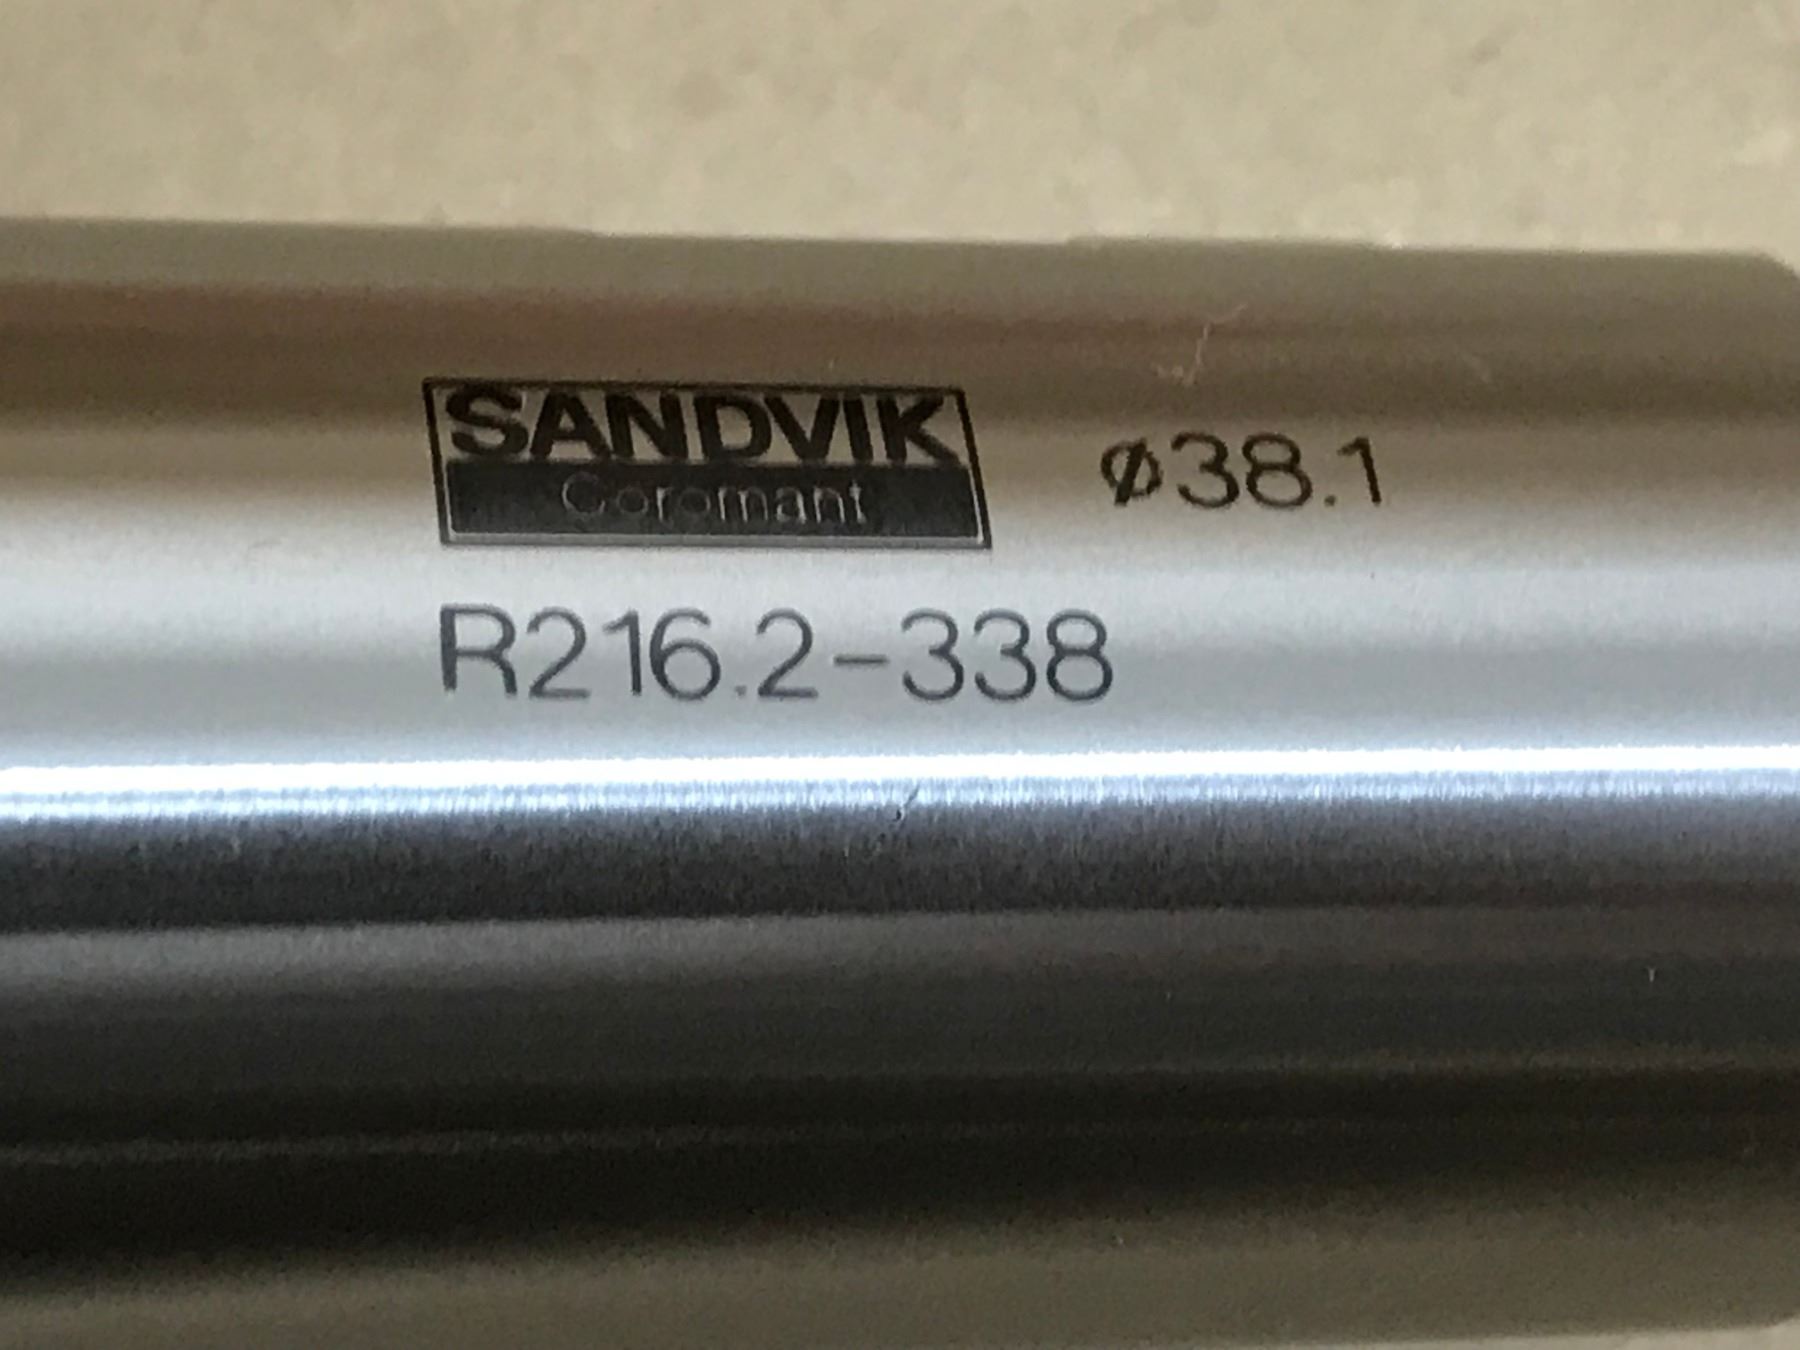 SANDVIK
Coromant
ø38.1
R216.2-338